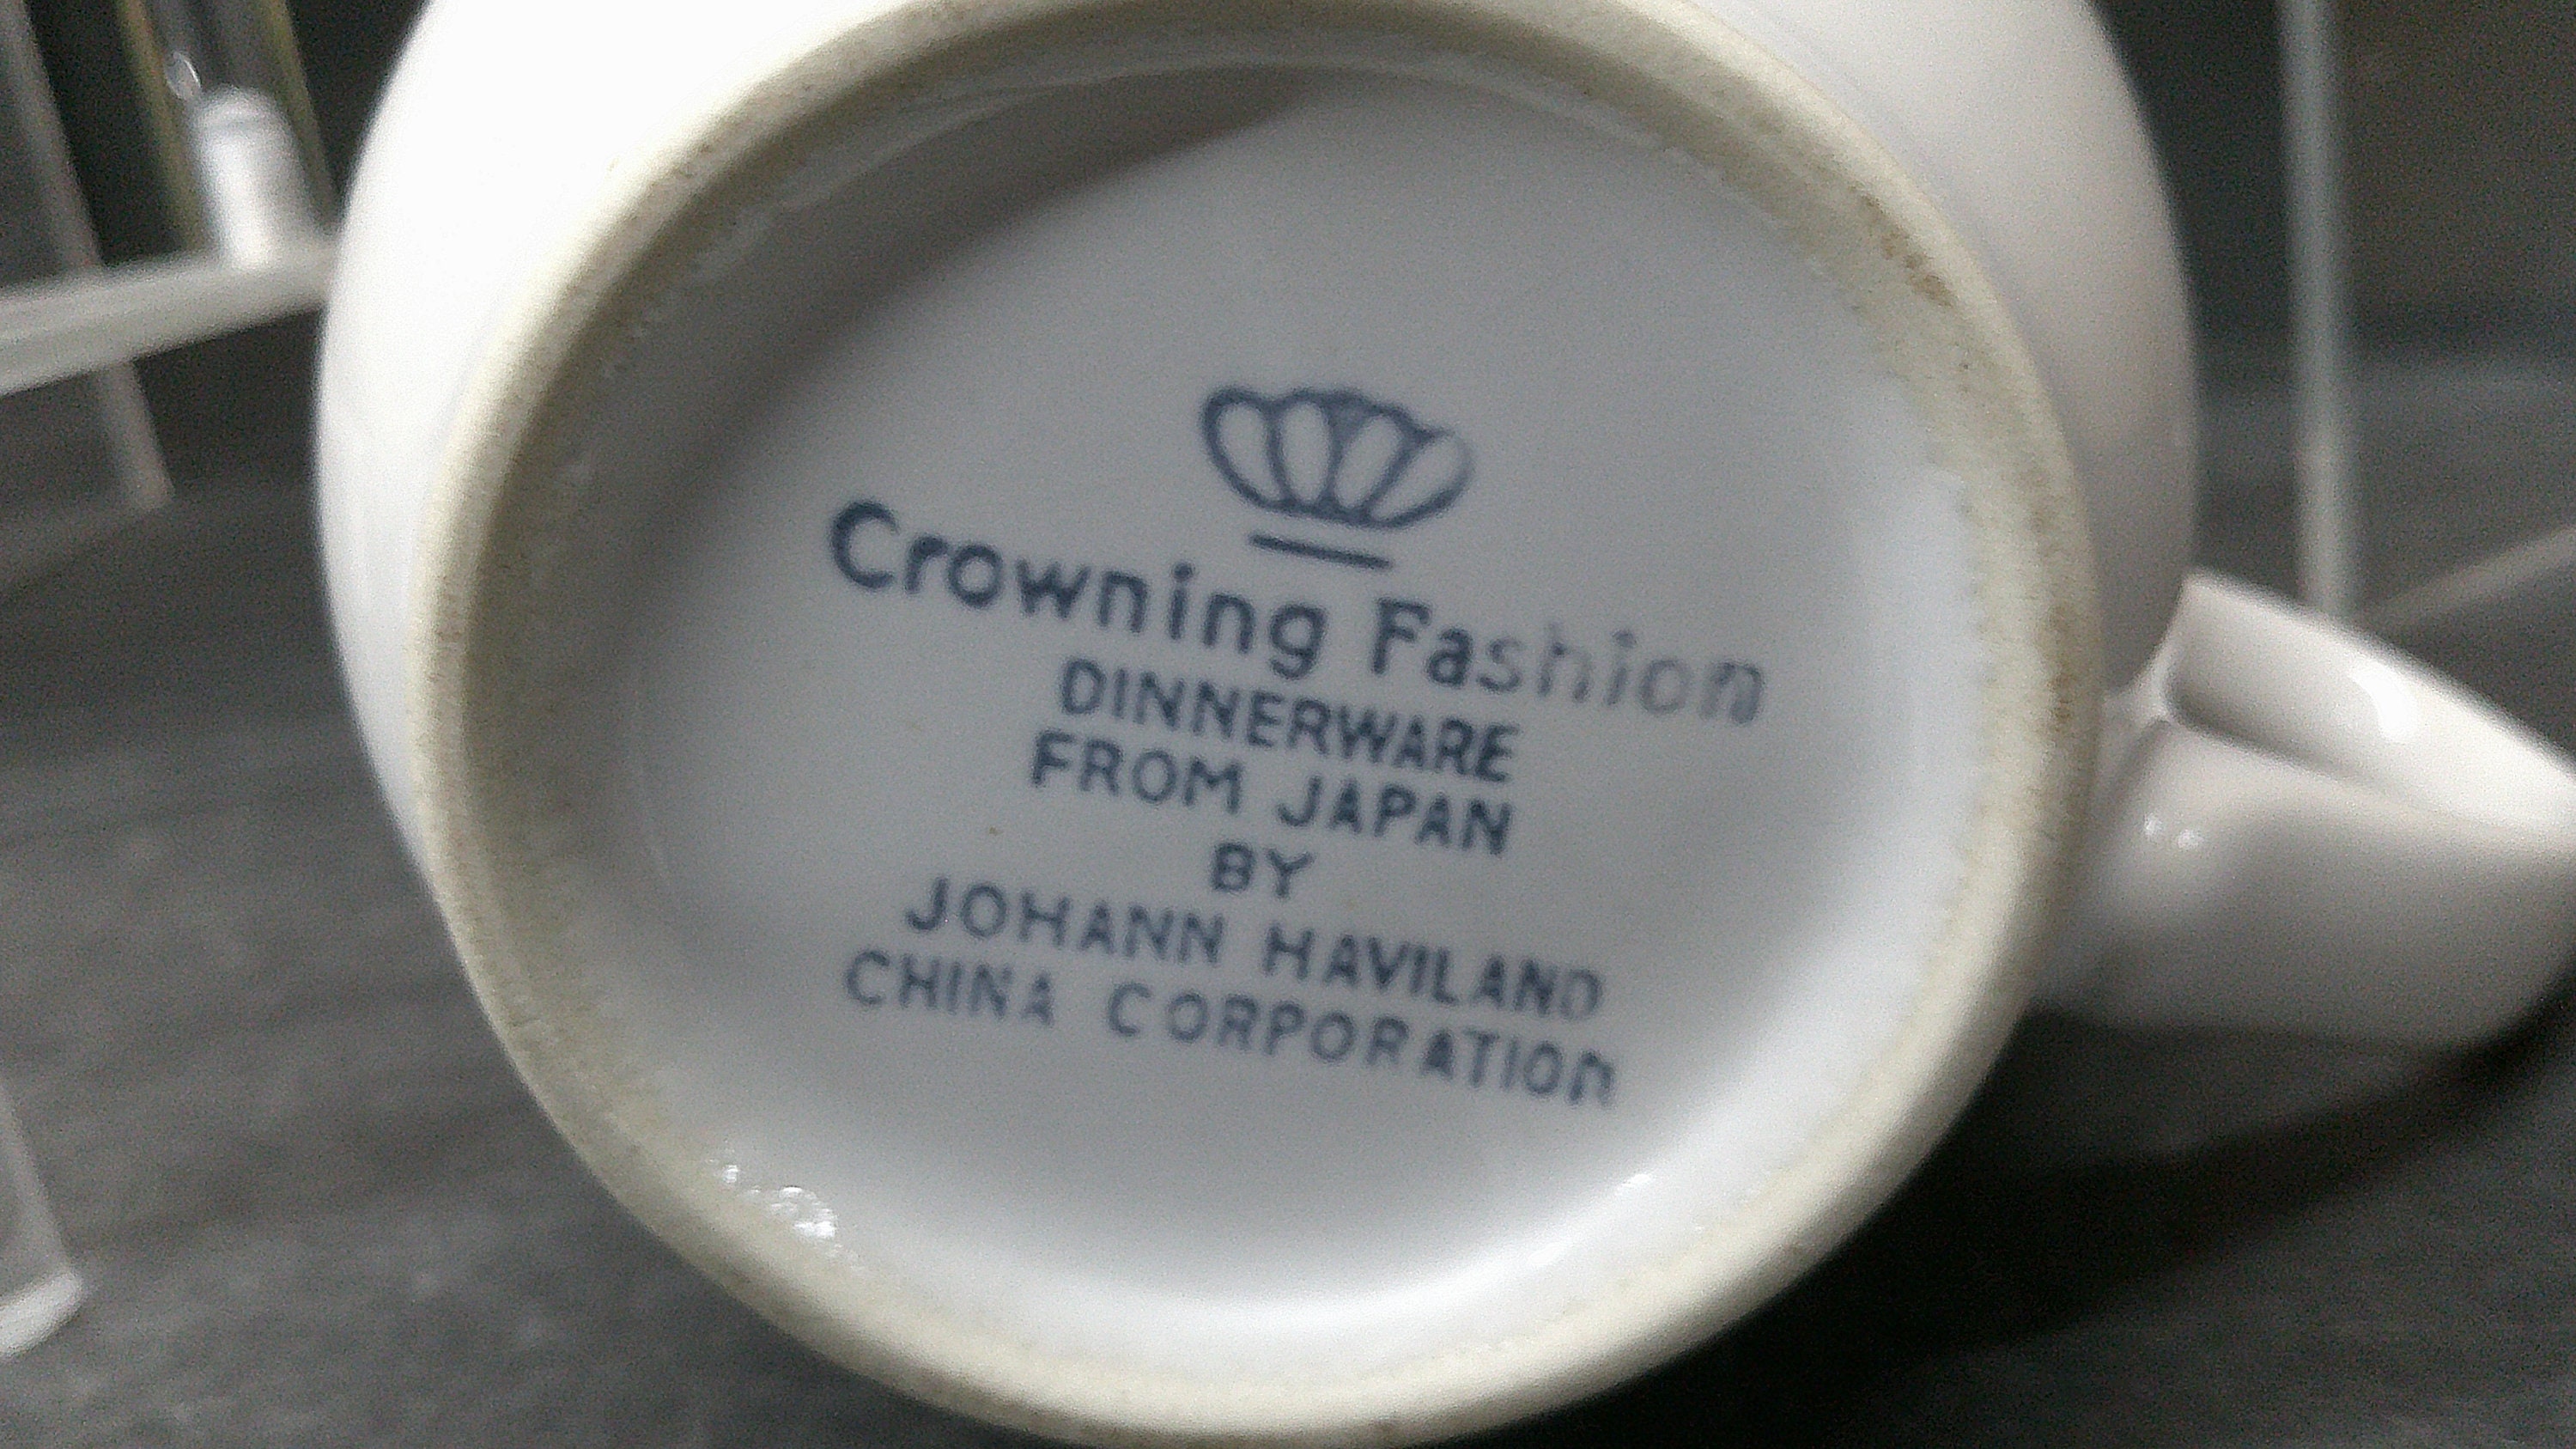 Crowning Fashion
DINNERWARE
FROM JAPAN
BY
JOHANN HAVILAND
CHINA CORPORATION